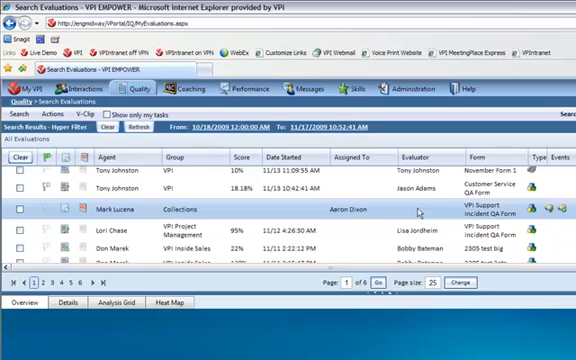 Search Evaluations - VPI EMPOWER - Microsoft Internet Explorer provided by VPI
http://engmidway/VPortal/IQ/MyEvaluations.aspx
File Edit View Favorites Tools Help
Snagit Live Demo VPI VPIntranet off VPN VPIntranet on VPN WebEx Customize Links VPI Webmail Voice Print Website VPI MeetingPlace Express VPIntranet
Search Evaluations - VPI EMPOWER
My VPI Interactions Quality Coaching Performance Messages Skills Administration Help
Quality > Search Evaluations
Search Actions V-Clip Show only my tasks
Search Results - Hyper Filter Clear Refresh From: 10/18/2009 12:00:00 AM To: 11/17/2009 10:52:41 AM
All Evaluations
Clear Agent Group Score Date Started Assigned To Evaluator Form Type Events
Tony Johnston VPI 10% 11/13 11:09:55 AM Tony Johnston November Form 1
Tony Johnston VPI 18.18% 11/13 10:42:41 AM Jason Adams Customer Service QA Form
Mark Lucena Collections Aaron Dixon VPI Support Incident QA Form
Lori Chase VPI Project Management 95% 11/12 4:26:30 AM Lisa Jordheim VPI Support Incident QA Form
Don Marek VPI Inside Sales 22% 11/11 2:22:12 PM Bobby Bateman 2305 test big
Page: 1 of 6 Go Page size: 25 Change
1 2 3 4 5 6
Overview Details Analysis Grid Heat Map